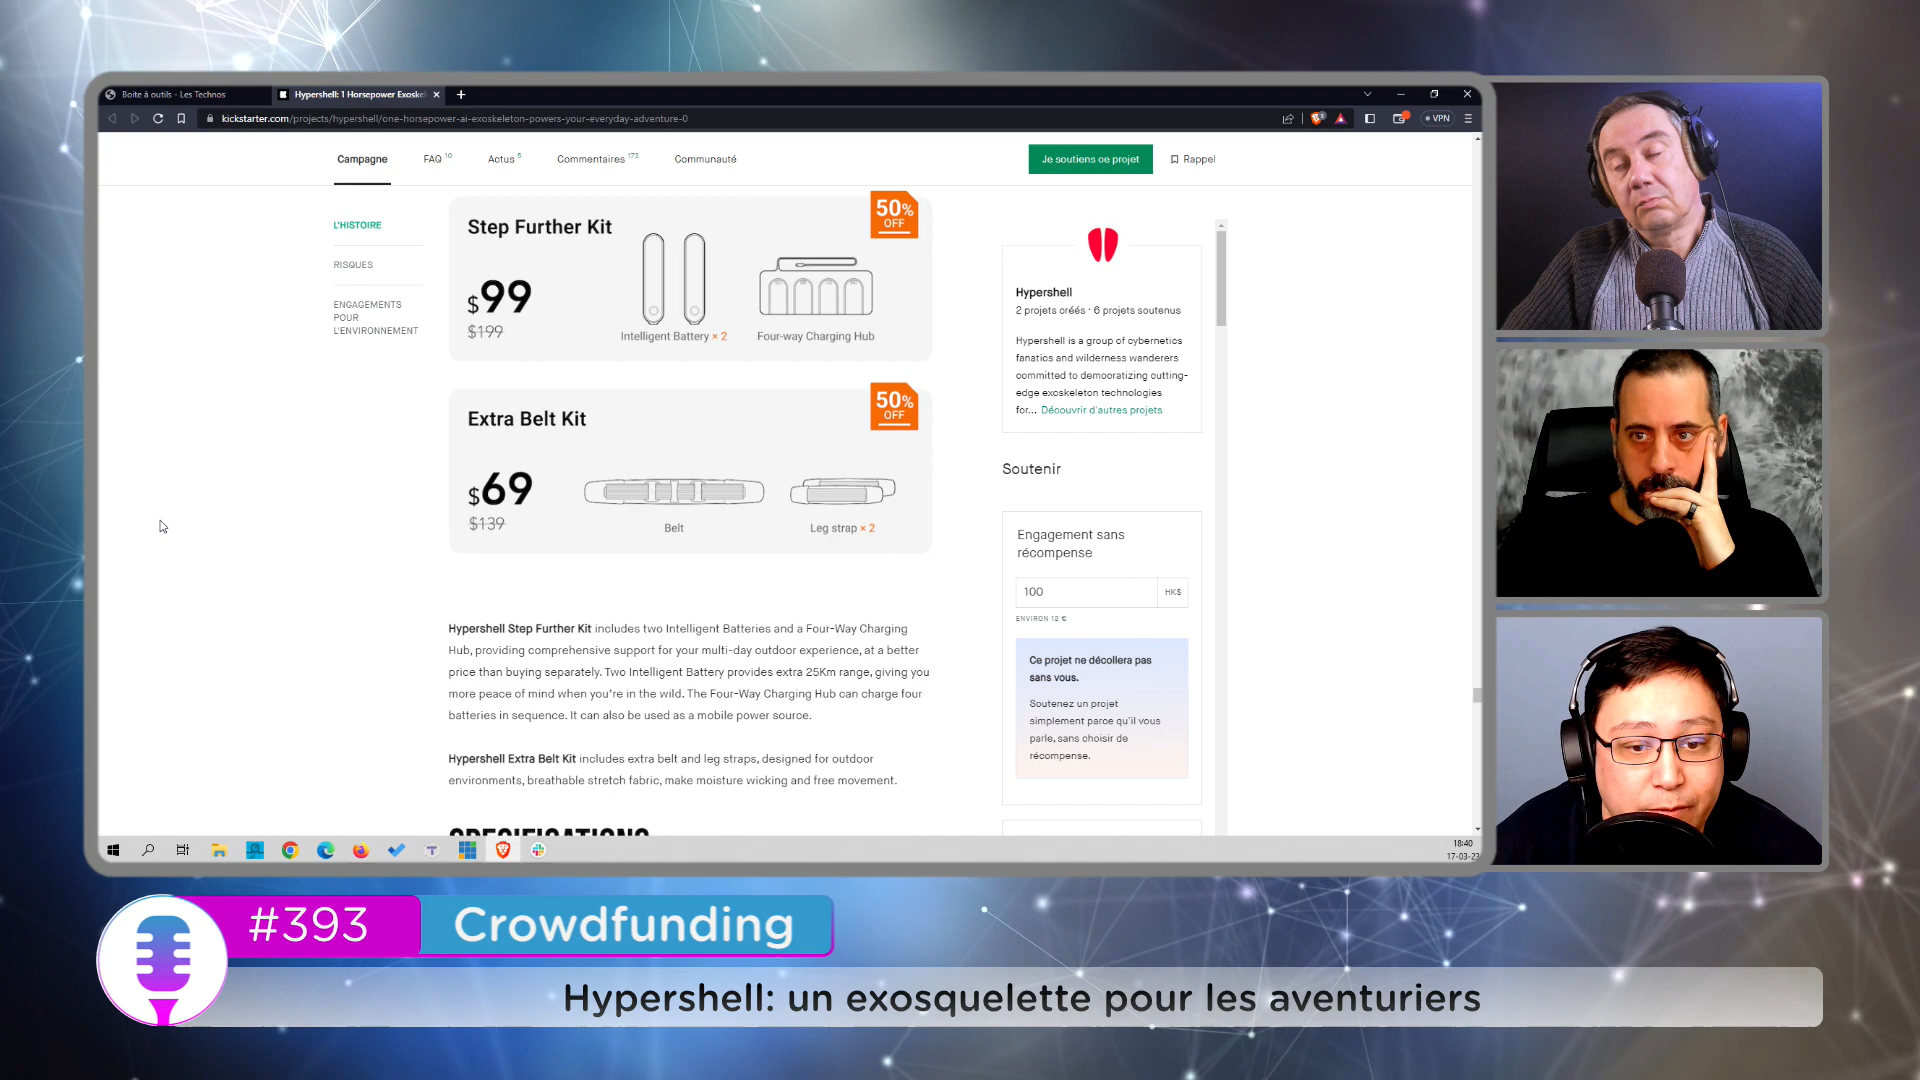 Boite à outils - Les Technos
Hypershell: 1 Horsepower Exoske
kickstarter.com/projects/hypershell/one-horsepower-ai-exoskeleton-powers-your-everyday-adventure-0
VPN
Campagne
FAQ 10
Actus 5
Commentaires 173
Communauté
Je soutiens ce projet
Rappel
L'HISTOIRE
RISQUES
ENGAGEMENTS
POUR
L'ENVIRONNEMENT
Step Further Kit
50%
OFF
$99
$199
Intelligent Battery × 2
Four-way Charging Hub
Extra Belt Kit
50%
OFF
$69
$139
Belt
Leg strap × 2
Hypershell Step Further Kit includes two Intelligent Batteries and a Four-Way Charging
Hub, providing comprehensive support for your multi-day outdoor experience, at a better
price than buying separately. Two Intelligent Battery provides extra 25Km range, giving you
more peace of mind when you're in the wild. The Four-Way Charging Hub can charge four
batteries in sequence. It can also be used as a mobile power source.
Hypershell Extra Belt Kit includes extra belt and leg straps, designed for outdoor
environments, breathable stretch fabric, make moisture wicking and free movement.
SPECIFICATIONS
Hypershell
2 projets créés · 6 projets soutenus
Hypershell is a group of cybernetics
fanatics and wilderness wanderers
committed to democratizing cutting-
edge exoskeleton technologies
for... Découvrir d'autres projets
Soutenir
Engagement sans
récompense
100
HK$
ENVIRON 12 €
Ce projet ne décollera pas
sans vous.
Soutenez un projet
simplement parce qu'il vous
parle, sans choisir de
récompense.
18:40
17-03-23
#393
Crowdfunding
Hypershell: un exosquelette pour les aventuriers